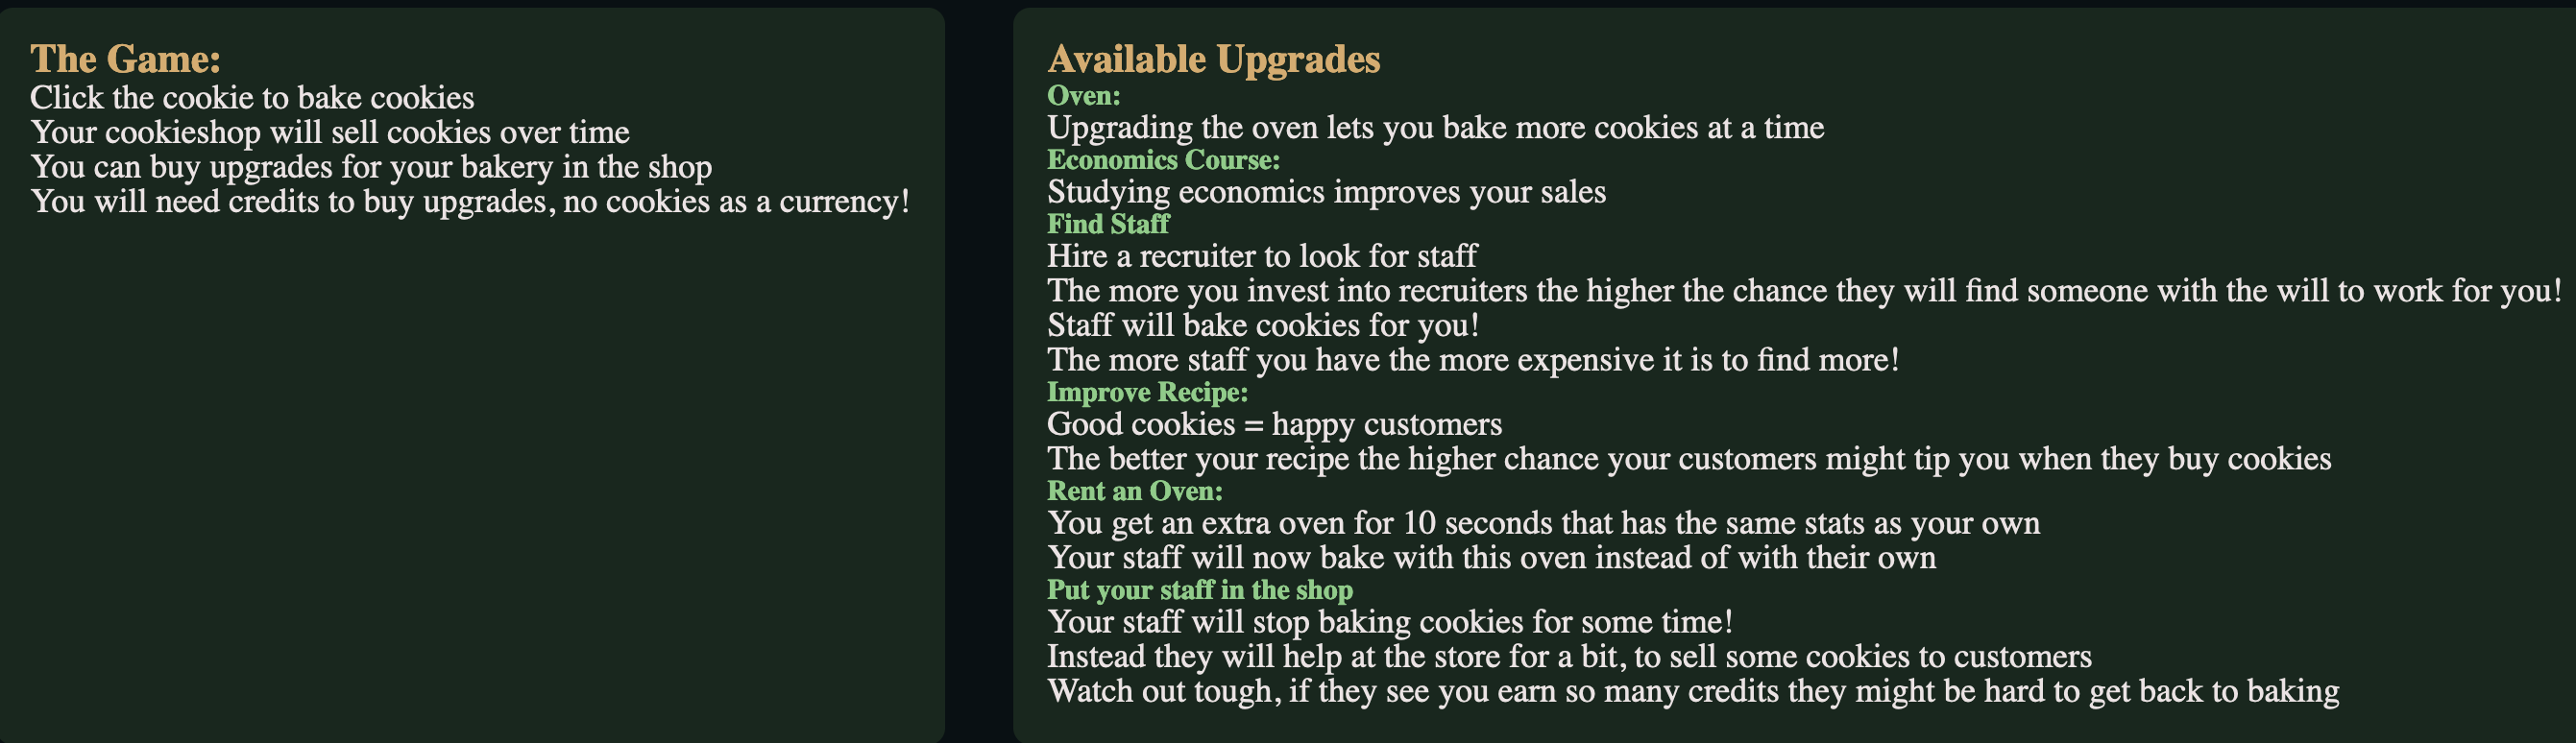 The Game:
Click the cookie to bake cookies
Your cookieshop will sell cookies over time
You can buy upgrades for your bakery in the shop
You will need credits to buy upgrades, no cookies as a currency!
Available Upgrades
Oven:
Upgrading the oven lets you bake more cookies at a time
Economics Course:
Studying economics improves your sales
Find Staff
Hire a recruiter to look for staff
The more you invest into recruiters the higher the chance they will find someone with the will to work for you!
Staff will bake cookies for you!
The more staff you have the more expensive it is to find more!
Improve Recipe:
Good cookies = happy customers
The better your recipe the higher chance your customers might tip you when they buy cookies
Rent an Oven:
You get an extra oven for 10 seconds that has the same stats as your own
Your staff will now bake with this oven instead of with their own
Put your staff in the shop
Your staff will stop baking cookies for some time!
Instead they will help at the store for a bit, to sell some cookies to customers
Watch out tough, if they see you earn so many credits they might be hard to get back to baking